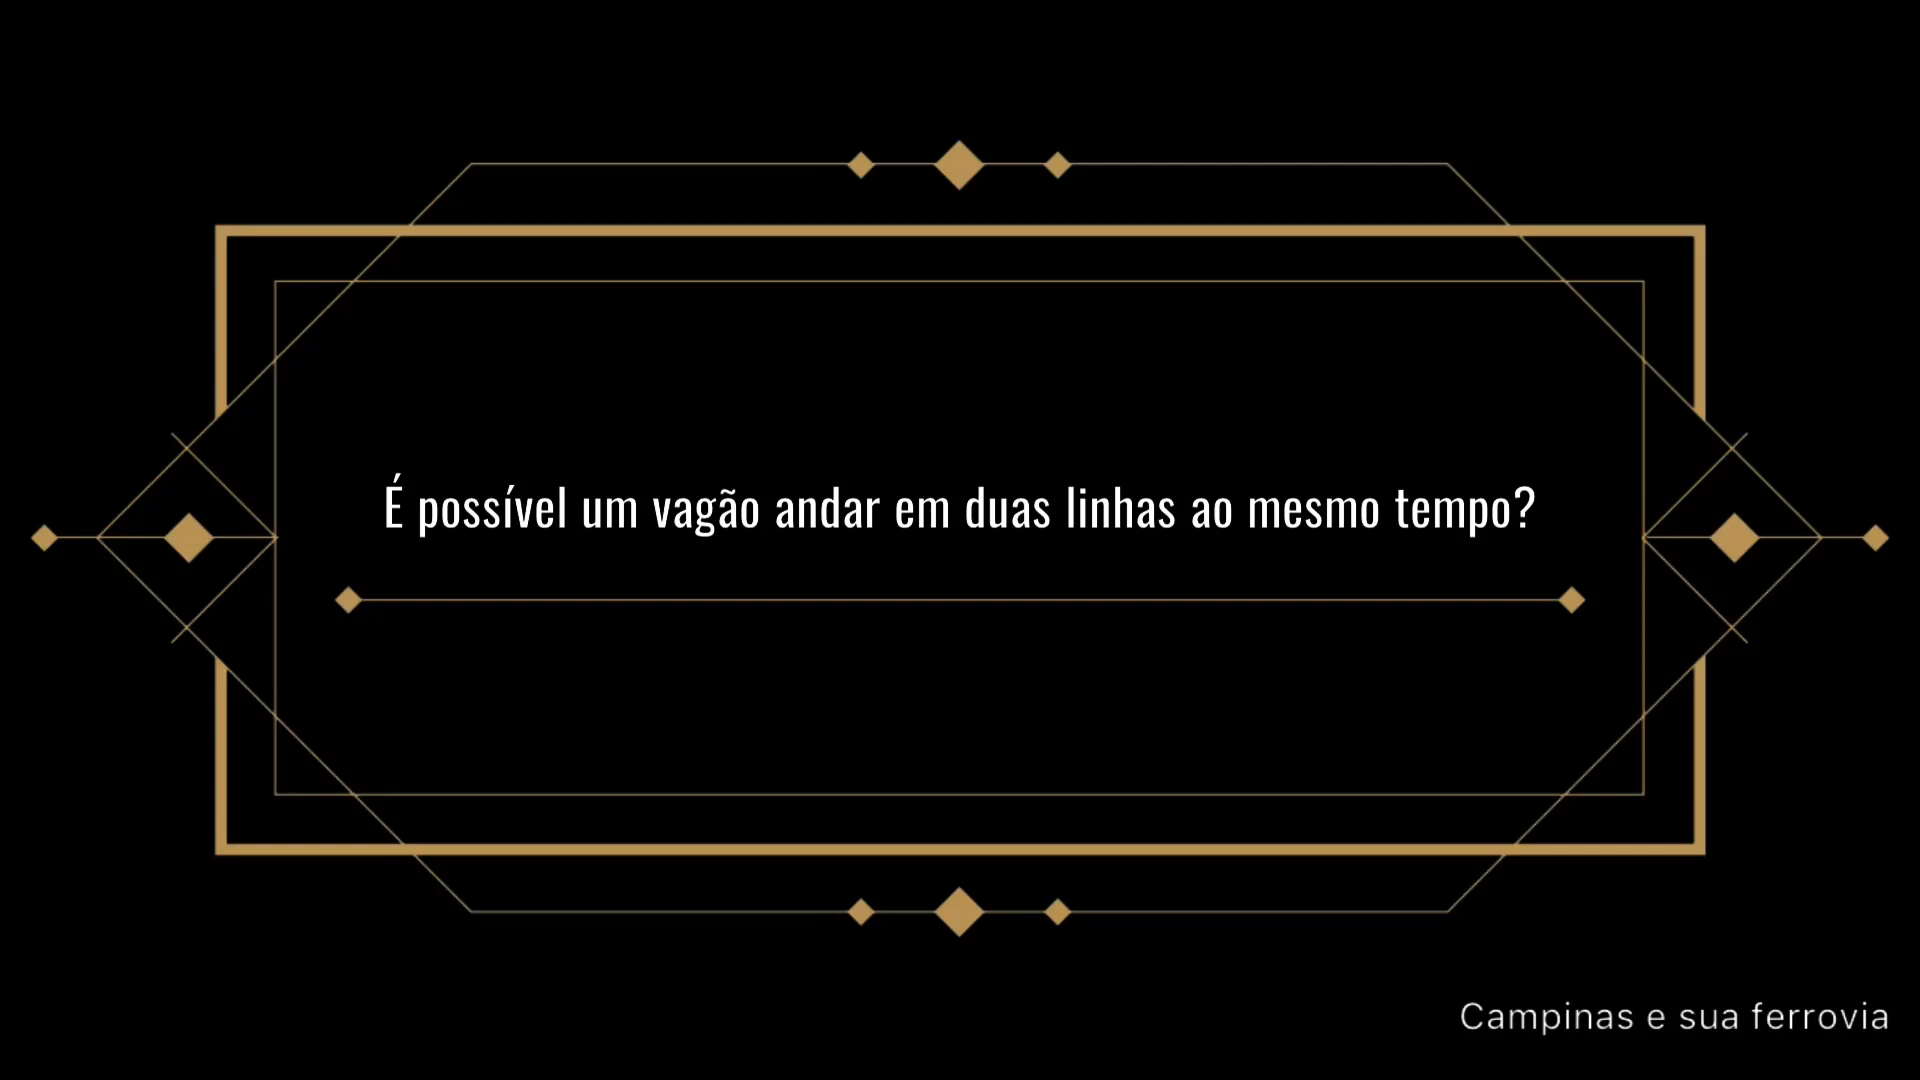 É possível um vagão andar em duas linhas ao mesmo tempo?
Campinas e sua ferrovia